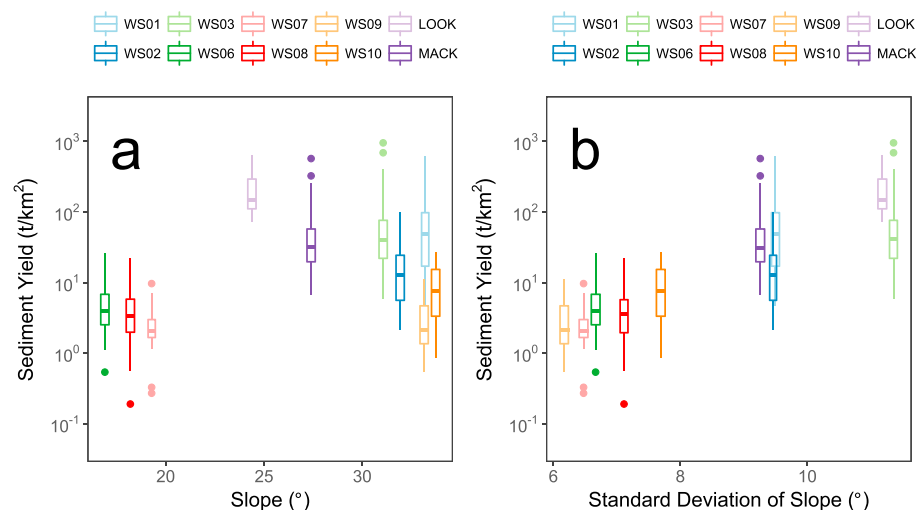 WS01 WS03 WS07 WS09 LOOK
WS02 WS06 WS08 WS10 MACK
a
10³
10²
10¹
10⁰
10⁻¹
Sediment Yield (t/km²)
20 25 30
Slope (°)
WS01 WS03 WS07 WS09 LOOK
WS02 WS06 WS08 WS10 MACK
b
10³
10²
10¹
10⁰
10⁻¹
Sediment Yield (t/km²)
6 8 10
Standard Deviation of Slope (°)